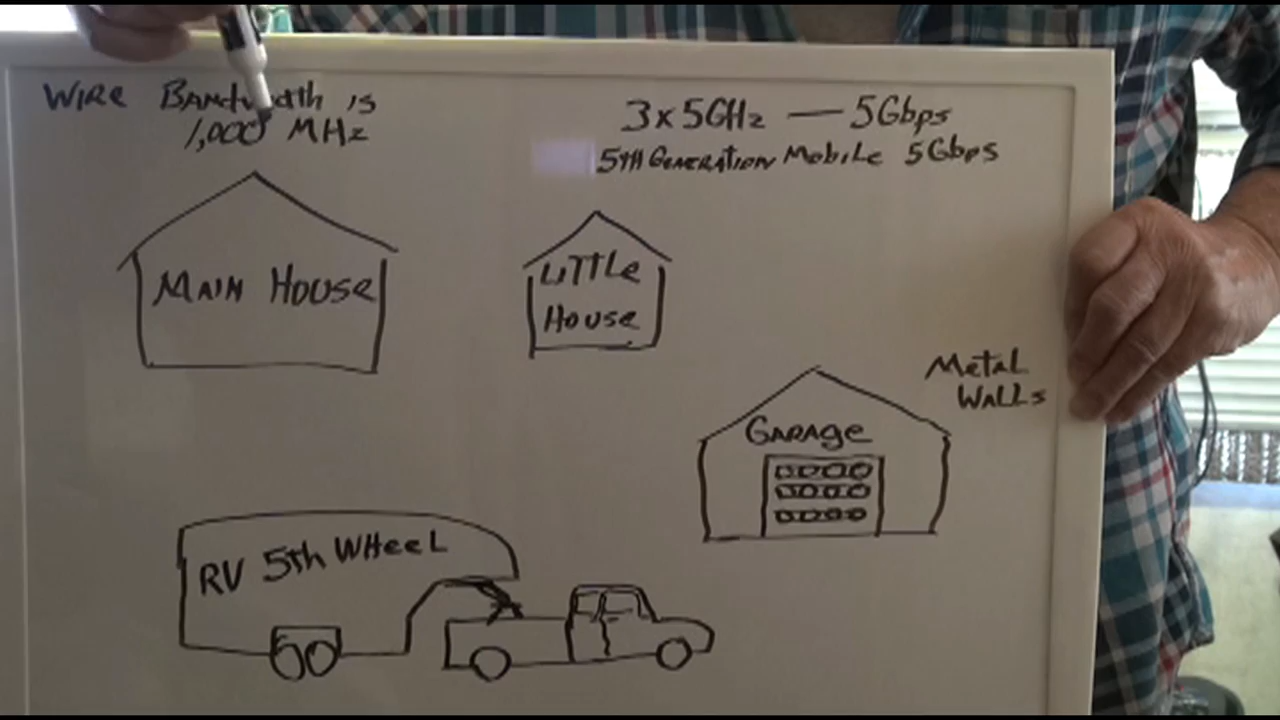 Wire Bandwidth is
1,000 MHz
3x5GHz — 5Gbps
5th Generation Mobile 5Gbps
Main House
Little
House
Metal
Walls
Garage
RV 5th Wheel